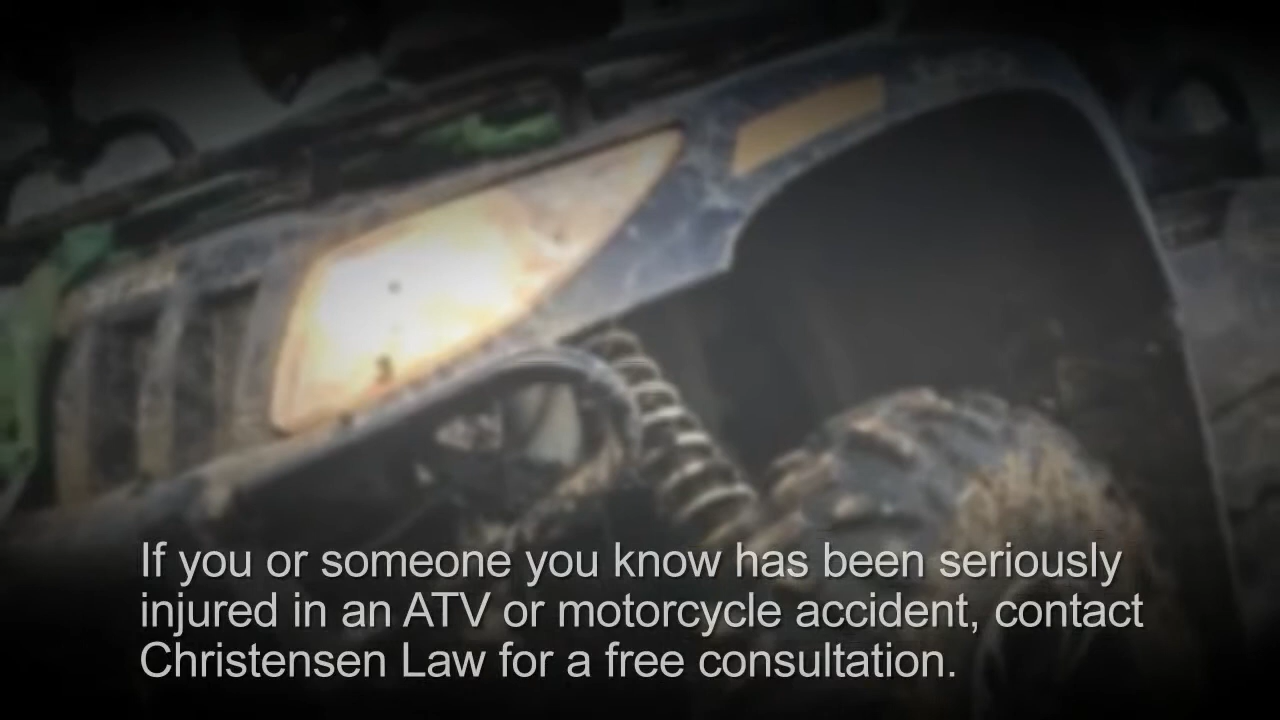 If you or someone you know has been seriously
injured in an ATV or motorcycle accident, contact
Christensen Law for a free consultation.